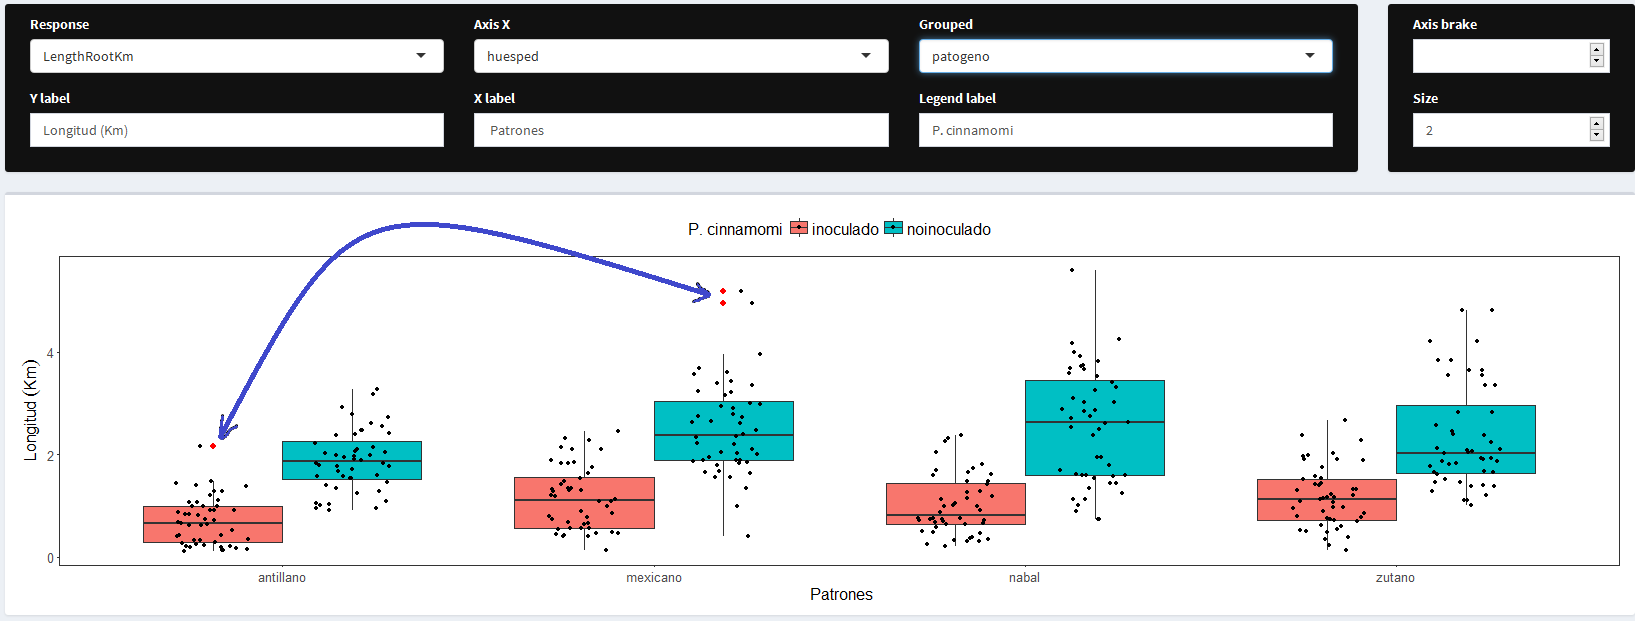 Response Axis X Grouped Axis brake
LengthRootKm huesped patogeno
Y label X label Legend label Size
Longitud (Km) Patrones P. cinnamomi 2
P. cinnamomi inoculado noinoculado
Longitud (Km)
4
2
0
antillano mexicano nabal zutano
Patrones